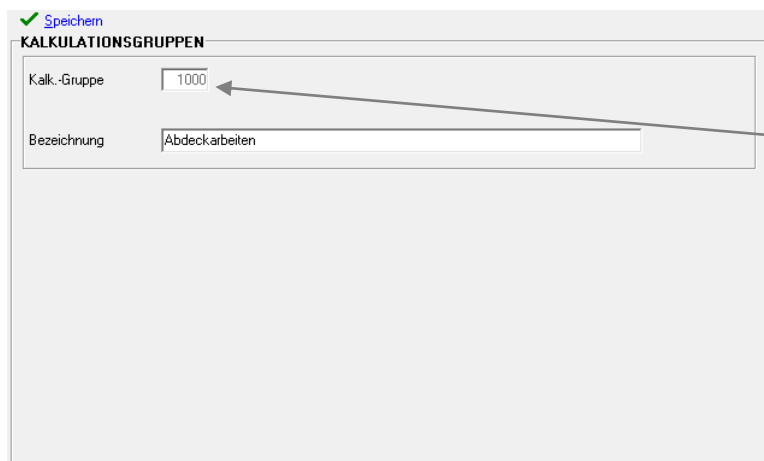 Speichern
KALKULATIONSGRUPPEN
Kalk.-Gruppe 1000
Bezeichnung Abdeckarbeiten